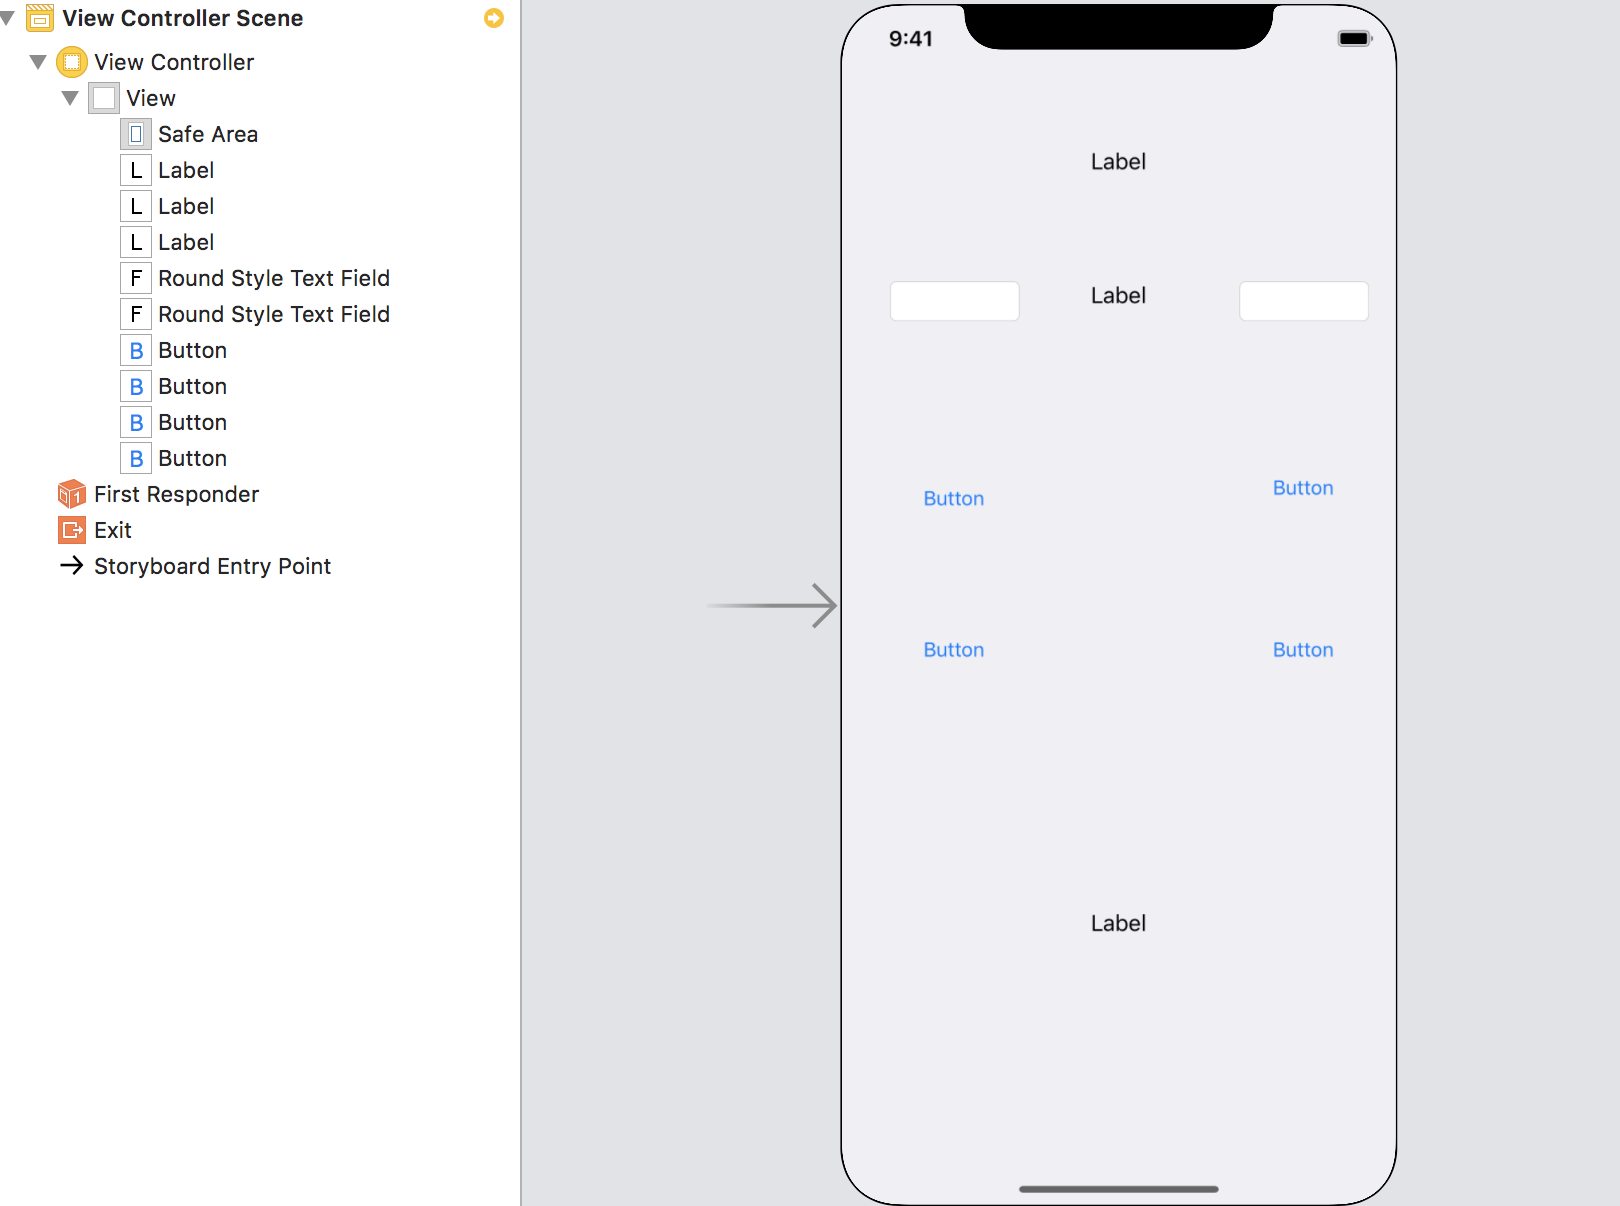 View Controller Scene
View Controller
View
Safe Area
L Label
L Label
L Label
F Round Style Text Field
F Round Style Text Field
B Button
B Button
B Button
B Button
1 First Responder
Exit
Storyboard Entry Point
9:41
Label
Label
Button
Button
Button
Button
Label